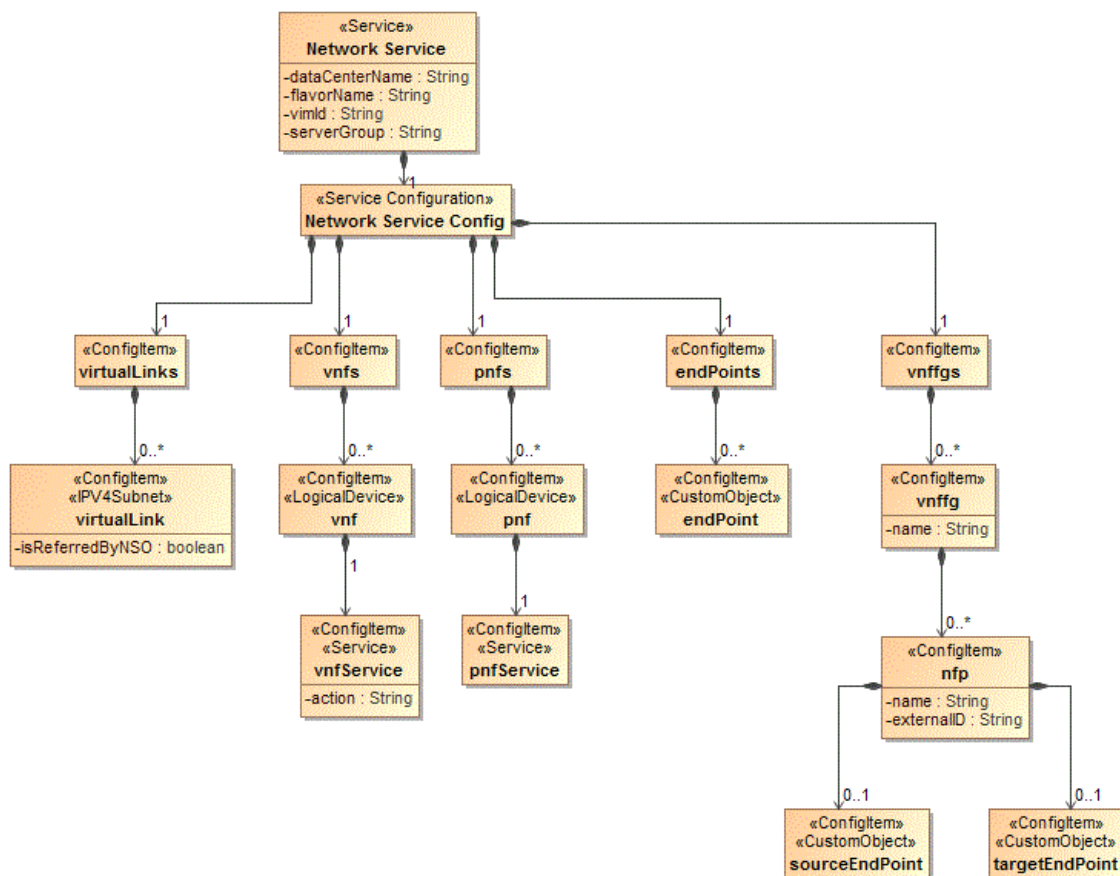 «Service»
Network Service
-dataCenterName : String
-flavorName : String
-vimId : String
-serverGroup : String
1
«Service Configuration»
Network Service Config
1
1
1
1
1
«ConfigItem»
virtualLinks
«ConfigItem»
vnfs
«ConfigItem»
pnfs
«ConfigItem»
endPoints
«ConfigItem»
vnffgs
0..*
0..*
0..*
0..*
0..*
«ConfigItem»
«IPV4Subnet»
virtualLink
-isReferredByNSO : boolean
«ConfigItem»
«LogicalDevice»
vnf
«ConfigItem»
«LogicalDevice»
pnf
«ConfigItem»
«CustomObject»
endPoint
«ConfigItem»
vnffg
-name : String
1
1
0..*
«ConfigItem»
«Service»
vnfService
-action : String
«ConfigItem»
«Service»
pnfService
«ConfigItem»
nfp
-name : String
-externalID : String
0..1
0..1
«ConfigItem»
«CustomObject»
sourceEndPoint
«ConfigItem»
«CustomObject»
targetEndPoint